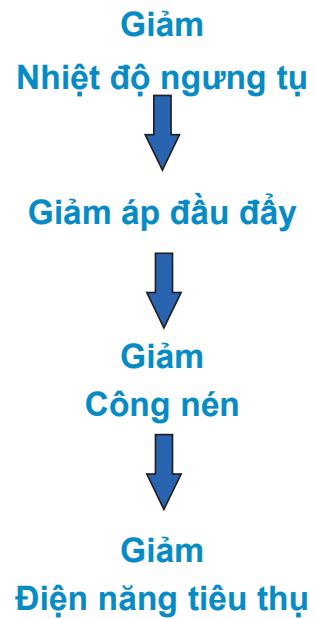 Giảm
Nhiệt độ ngưng tụ
Giảm áp đầu đẩy
Giảm
Công nén
Giảm
Điện năng tiêu thụ